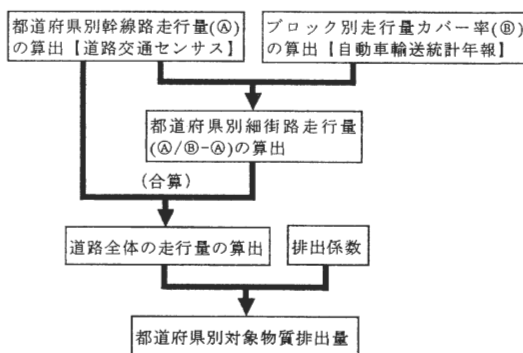 都道府県別幹線路走行量(Ⓐ)
の算出【道路交通センサス】
ブロック別走行量カバー率(Ⓑ)
の算出【自動車輸送統計年報】
都道府県別細街路走行量
(Ⓐ/Ⓑ-Ⓐ)の算出
(合算)
道路全体の走行量の算出
排出係数
都道府県別対象物質排出量